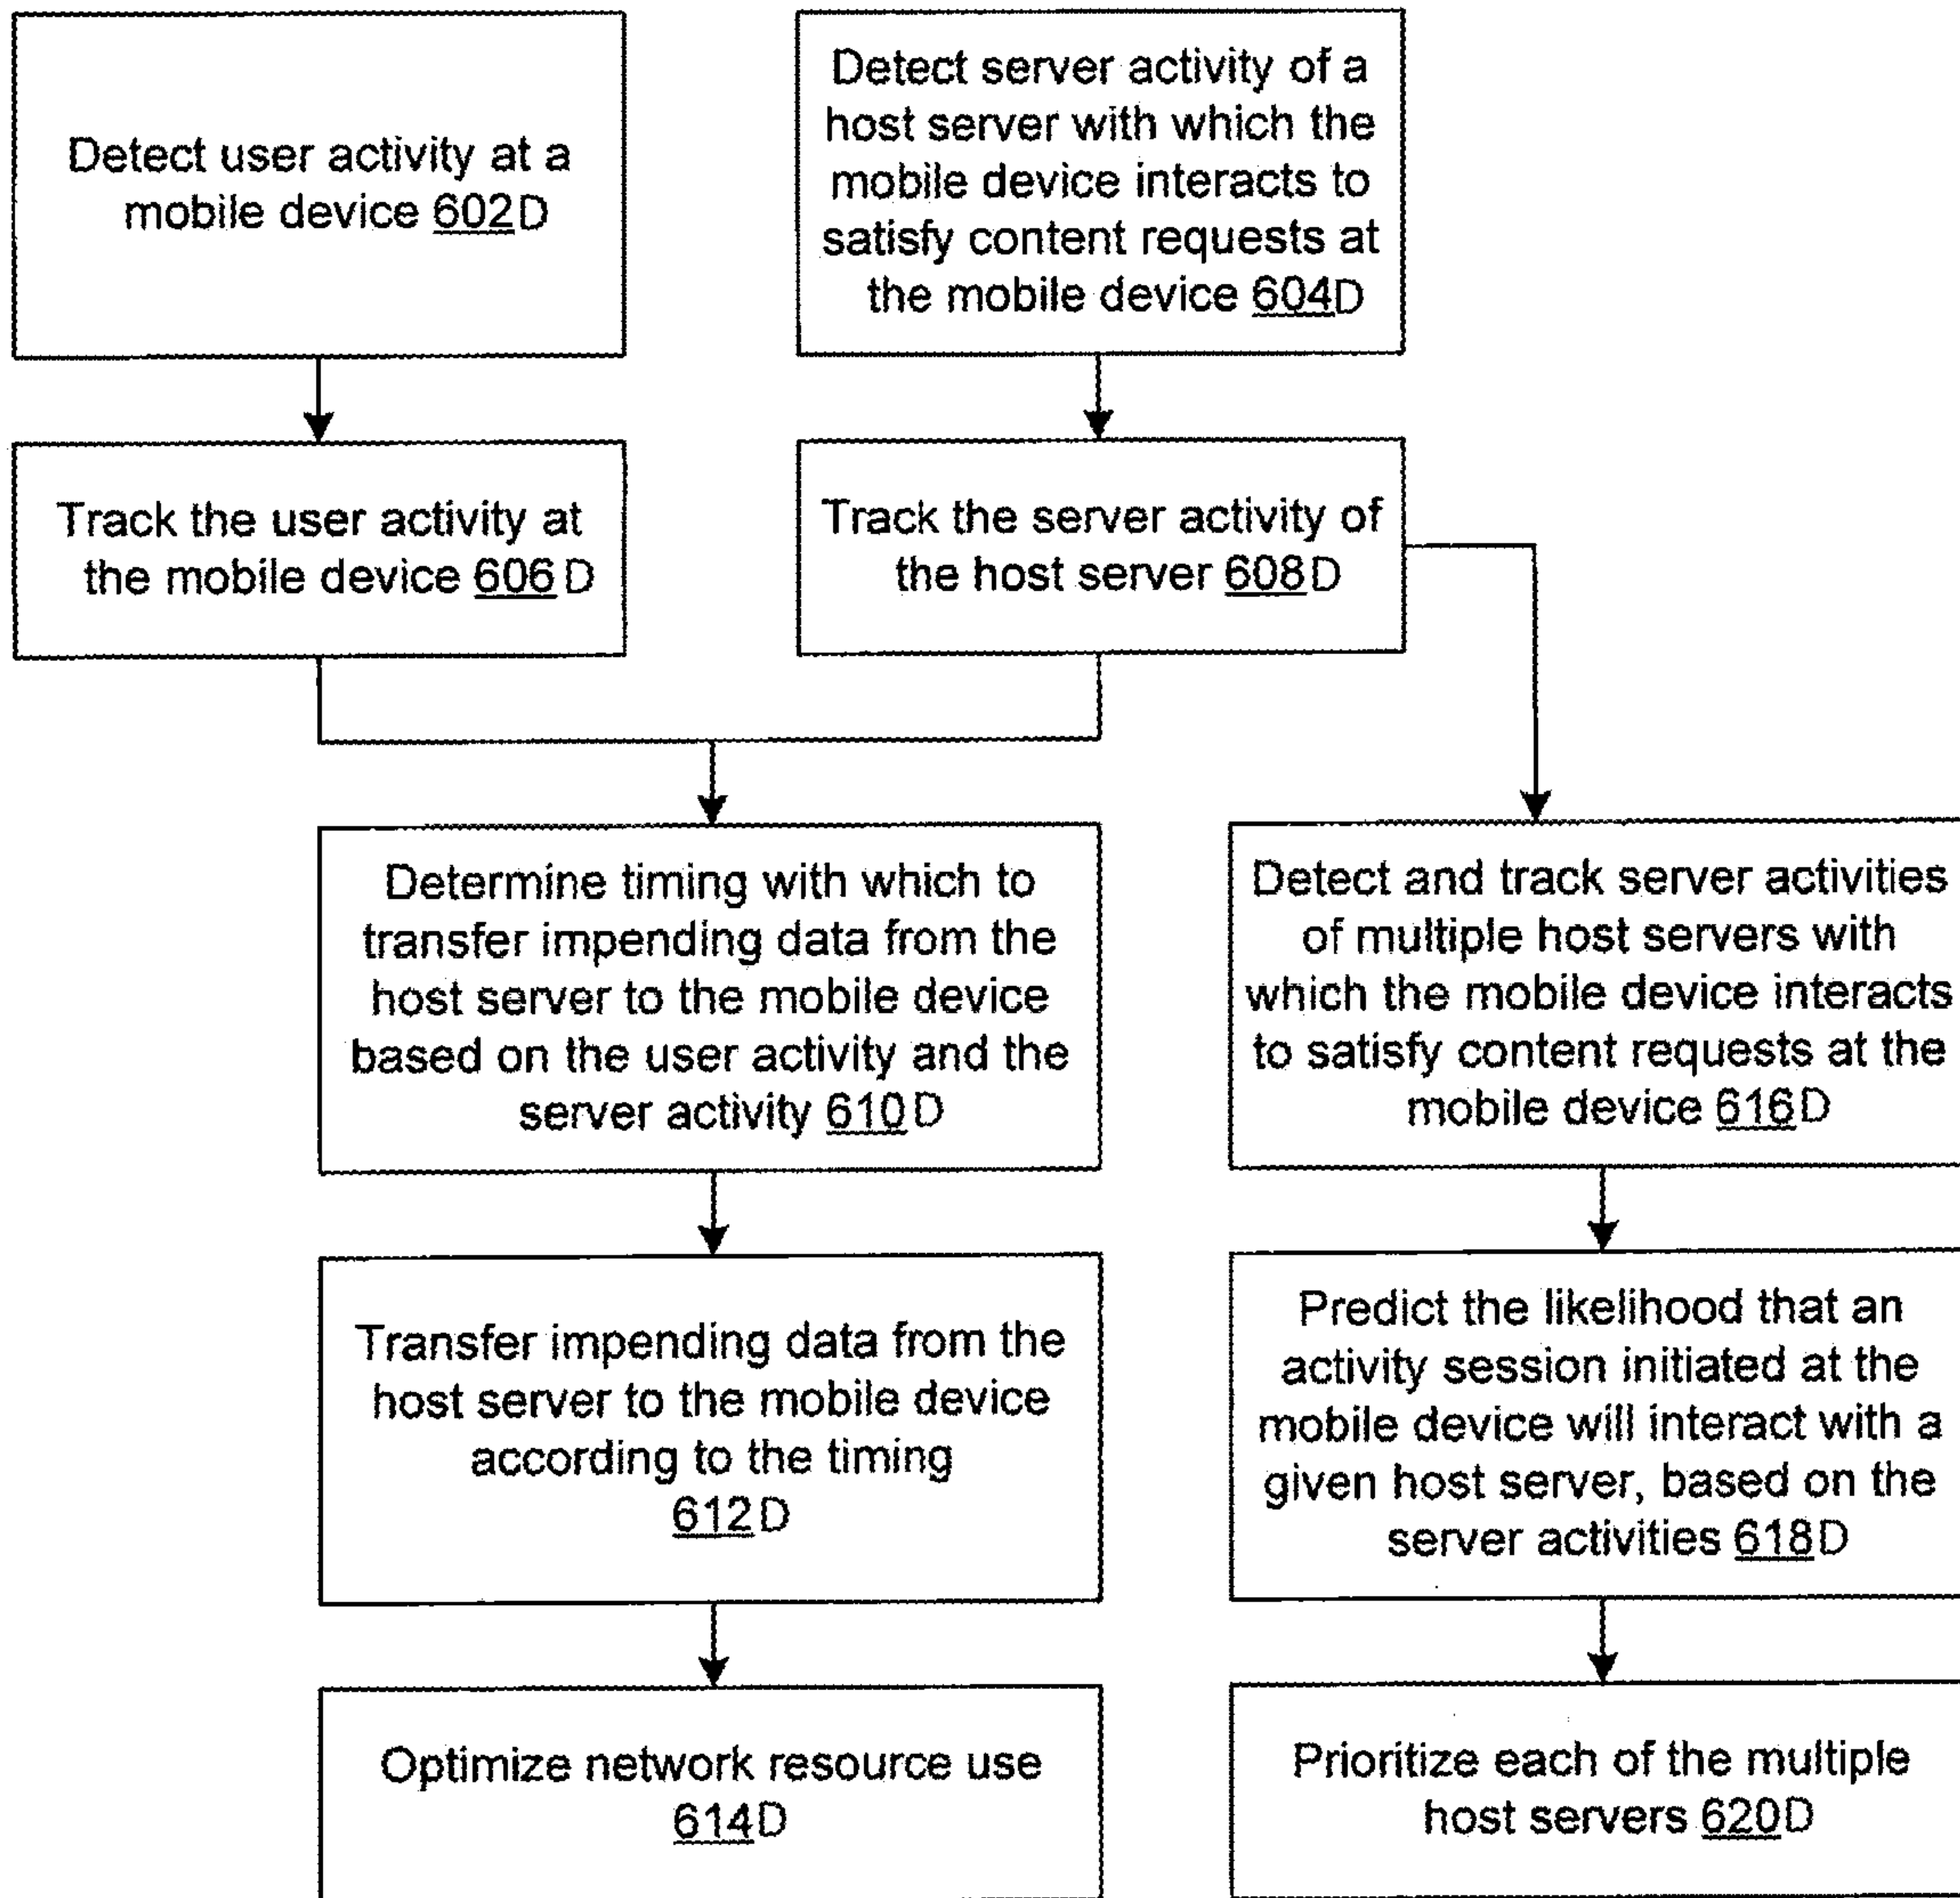 Detect user activity at a
mobile device 602D
Detect server activity of a
host server with which the
mobile device interacts to
satisfy content requests at
the mobile device 604D
Track the user activity at
the mobile device 606 D
Track the server activity of
the host server 608D
Determine timing with which to
transfer impending data from the
host server to the mobile device
based on the user activity and the
server activity 610D
Detect and track server activities
of multiple host servers with
which the mobile device interacts
to satisfy content requests at the
mobile device 616D
Transfer impending data from the
host server to the mobile device
according to the timing
612D
Predict the likelihood that an
activity session initiated at the
mobile device will interact with a
given host server, based on the
server activities 618D
Optimize network resource use
614D
Prioritize each of the multiple
host servers 620D